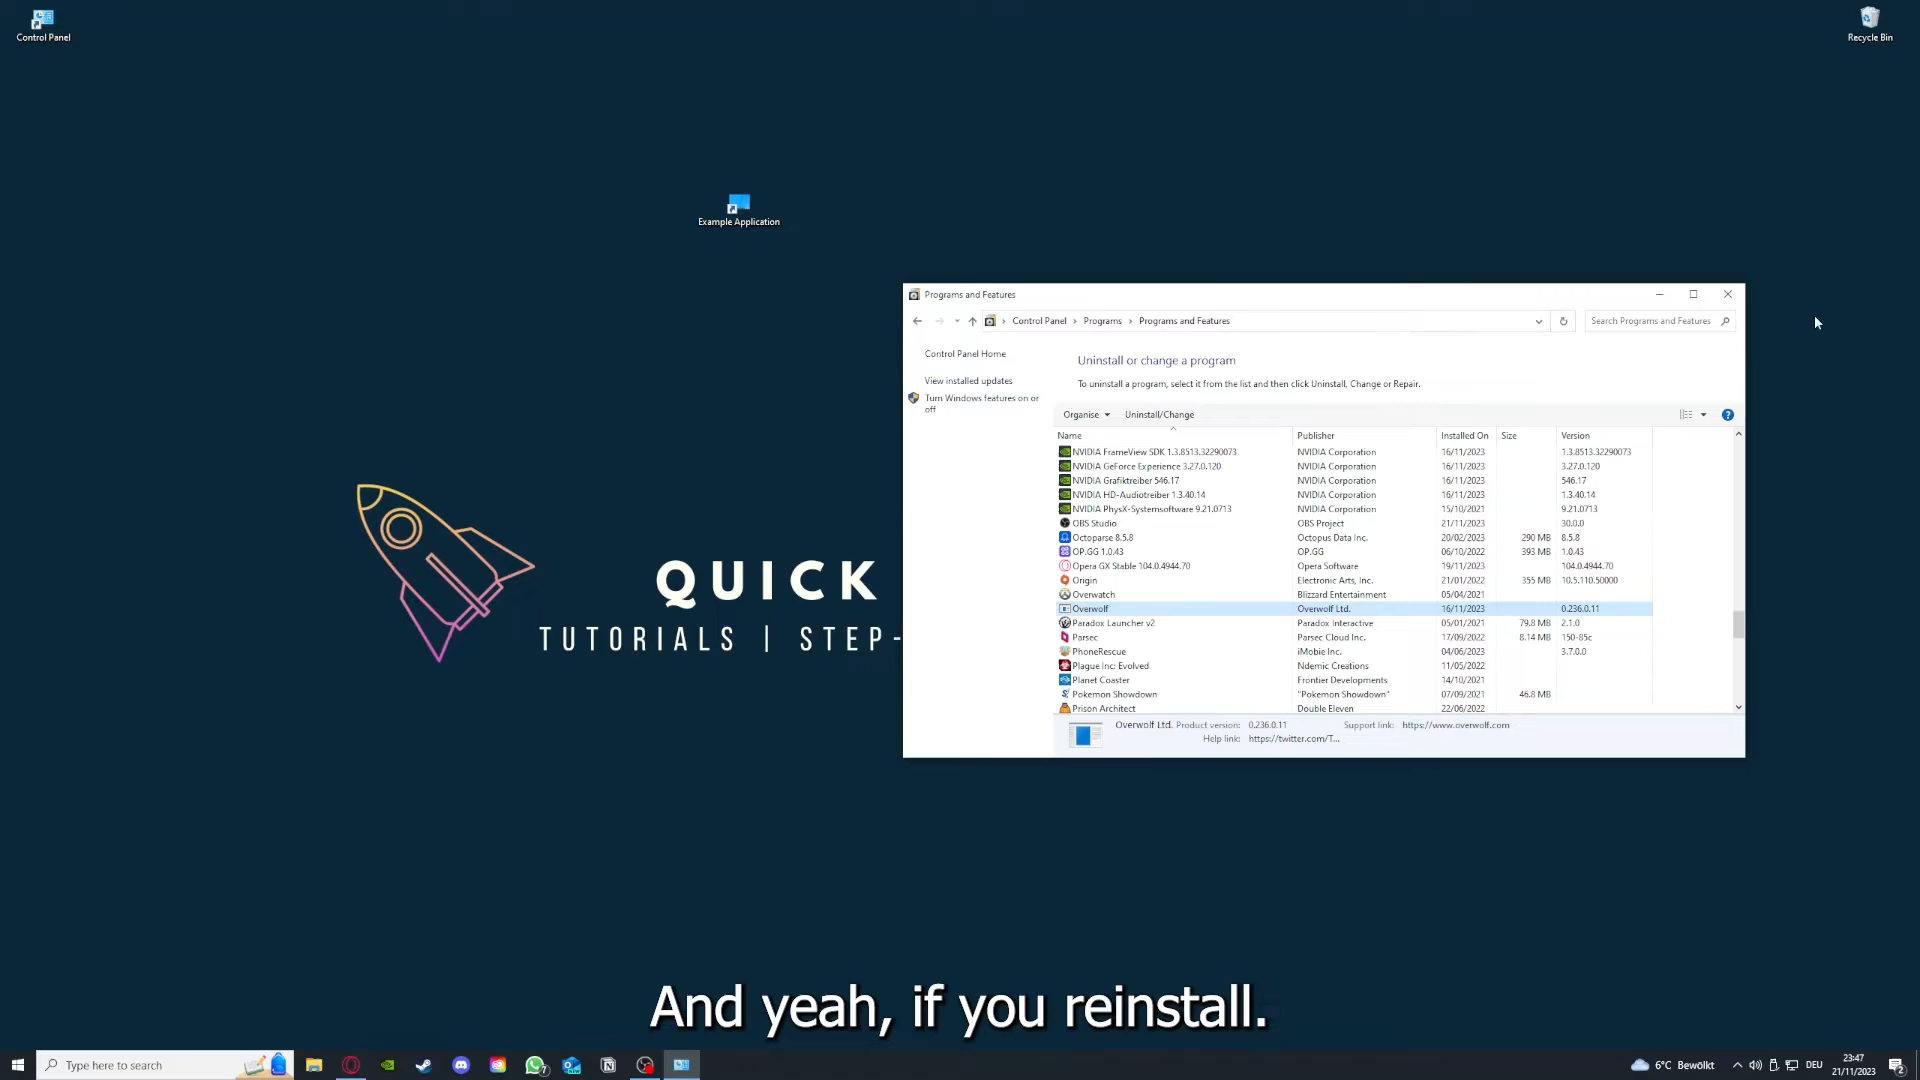 Control Panel
Recycle Bin
Example Application
QUICK
TUTORIALS | STEP-
Programs and Features
Control Panel > Programs > Programs and Features
Search Programs and Features
Control Panel Home
View installed updates
Turn Windows features on or
off
Uninstall or change a program
To uninstall a program, select it from the list and then click Uninstall, Change or Repair.
Organise Uninstall/Change
Name Publisher Installed On Size Version
NVIDIA FrameView SDK 1.3.8513.32290073 NVIDIA Corporation 16/11/2023 1.3.8513.32290073
NVIDIA GeForce Experience 3.27.0.120 NVIDIA Corporation 16/11/2023 3.27.0.120
NVIDIA Grafiktreiber 546.17 NVIDIA Corporation 16/11/2023 546.17
NVIDIA HD-Audiotreiber 1.3.40.14 NVIDIA Corporation 16/11/2023 1.3.40.14
NVIDIA PhysX-Systemsoftware 9.21.0713 NVIDIA Corporation 15/10/2021 9.21.0713
OBS Studio OBS Project 21/11/2023 30.0.0
Octoparse 8.5.8 Octopus Data Inc. 20/02/2023 290 MB 8.5.8
OP.GG 1.0.43 OP.GG 06/10/2022 393 MB 1.0.43
Opera GX Stable 104.0.4944.70 Opera Software 19/11/2023 104.0.4944.70
Origin Electronic Arts, Inc. 21/01/2022 355 MB 10.5.110.50000
Overwatch Blizzard Entertainment 05/04/2021
Overwolf Overwolf Ltd. 16/11/2023 0.236.0.11
Paradox Launcher v2 Paradox Interactive 05/01/2021 79.8 MB 2.1.0
Parsec Parsec Cloud Inc. 17/09/2022 8.14 MB 150-85c
PhoneRescue iMobie Inc. 04/06/2023 3.7.0.0
Plague Inc: Evolved Ndemic Creations 11/05/2022
Planet Coaster Frontier Developments 14/10/2021
Pokemon Showdown "Pokemon Showdown" 07/09/2021 46.8 MB
Prison Architect Double Eleven 22/06/2022
Overwolf Ltd. Product version: 0.236.0.11 Support link: https://www.overwolf.com
Help link: https://twitter.com/T...
And yeah, if you reinstall.
Type here to search
6°C Bewölkt
DEU
23:47
21/11/2023